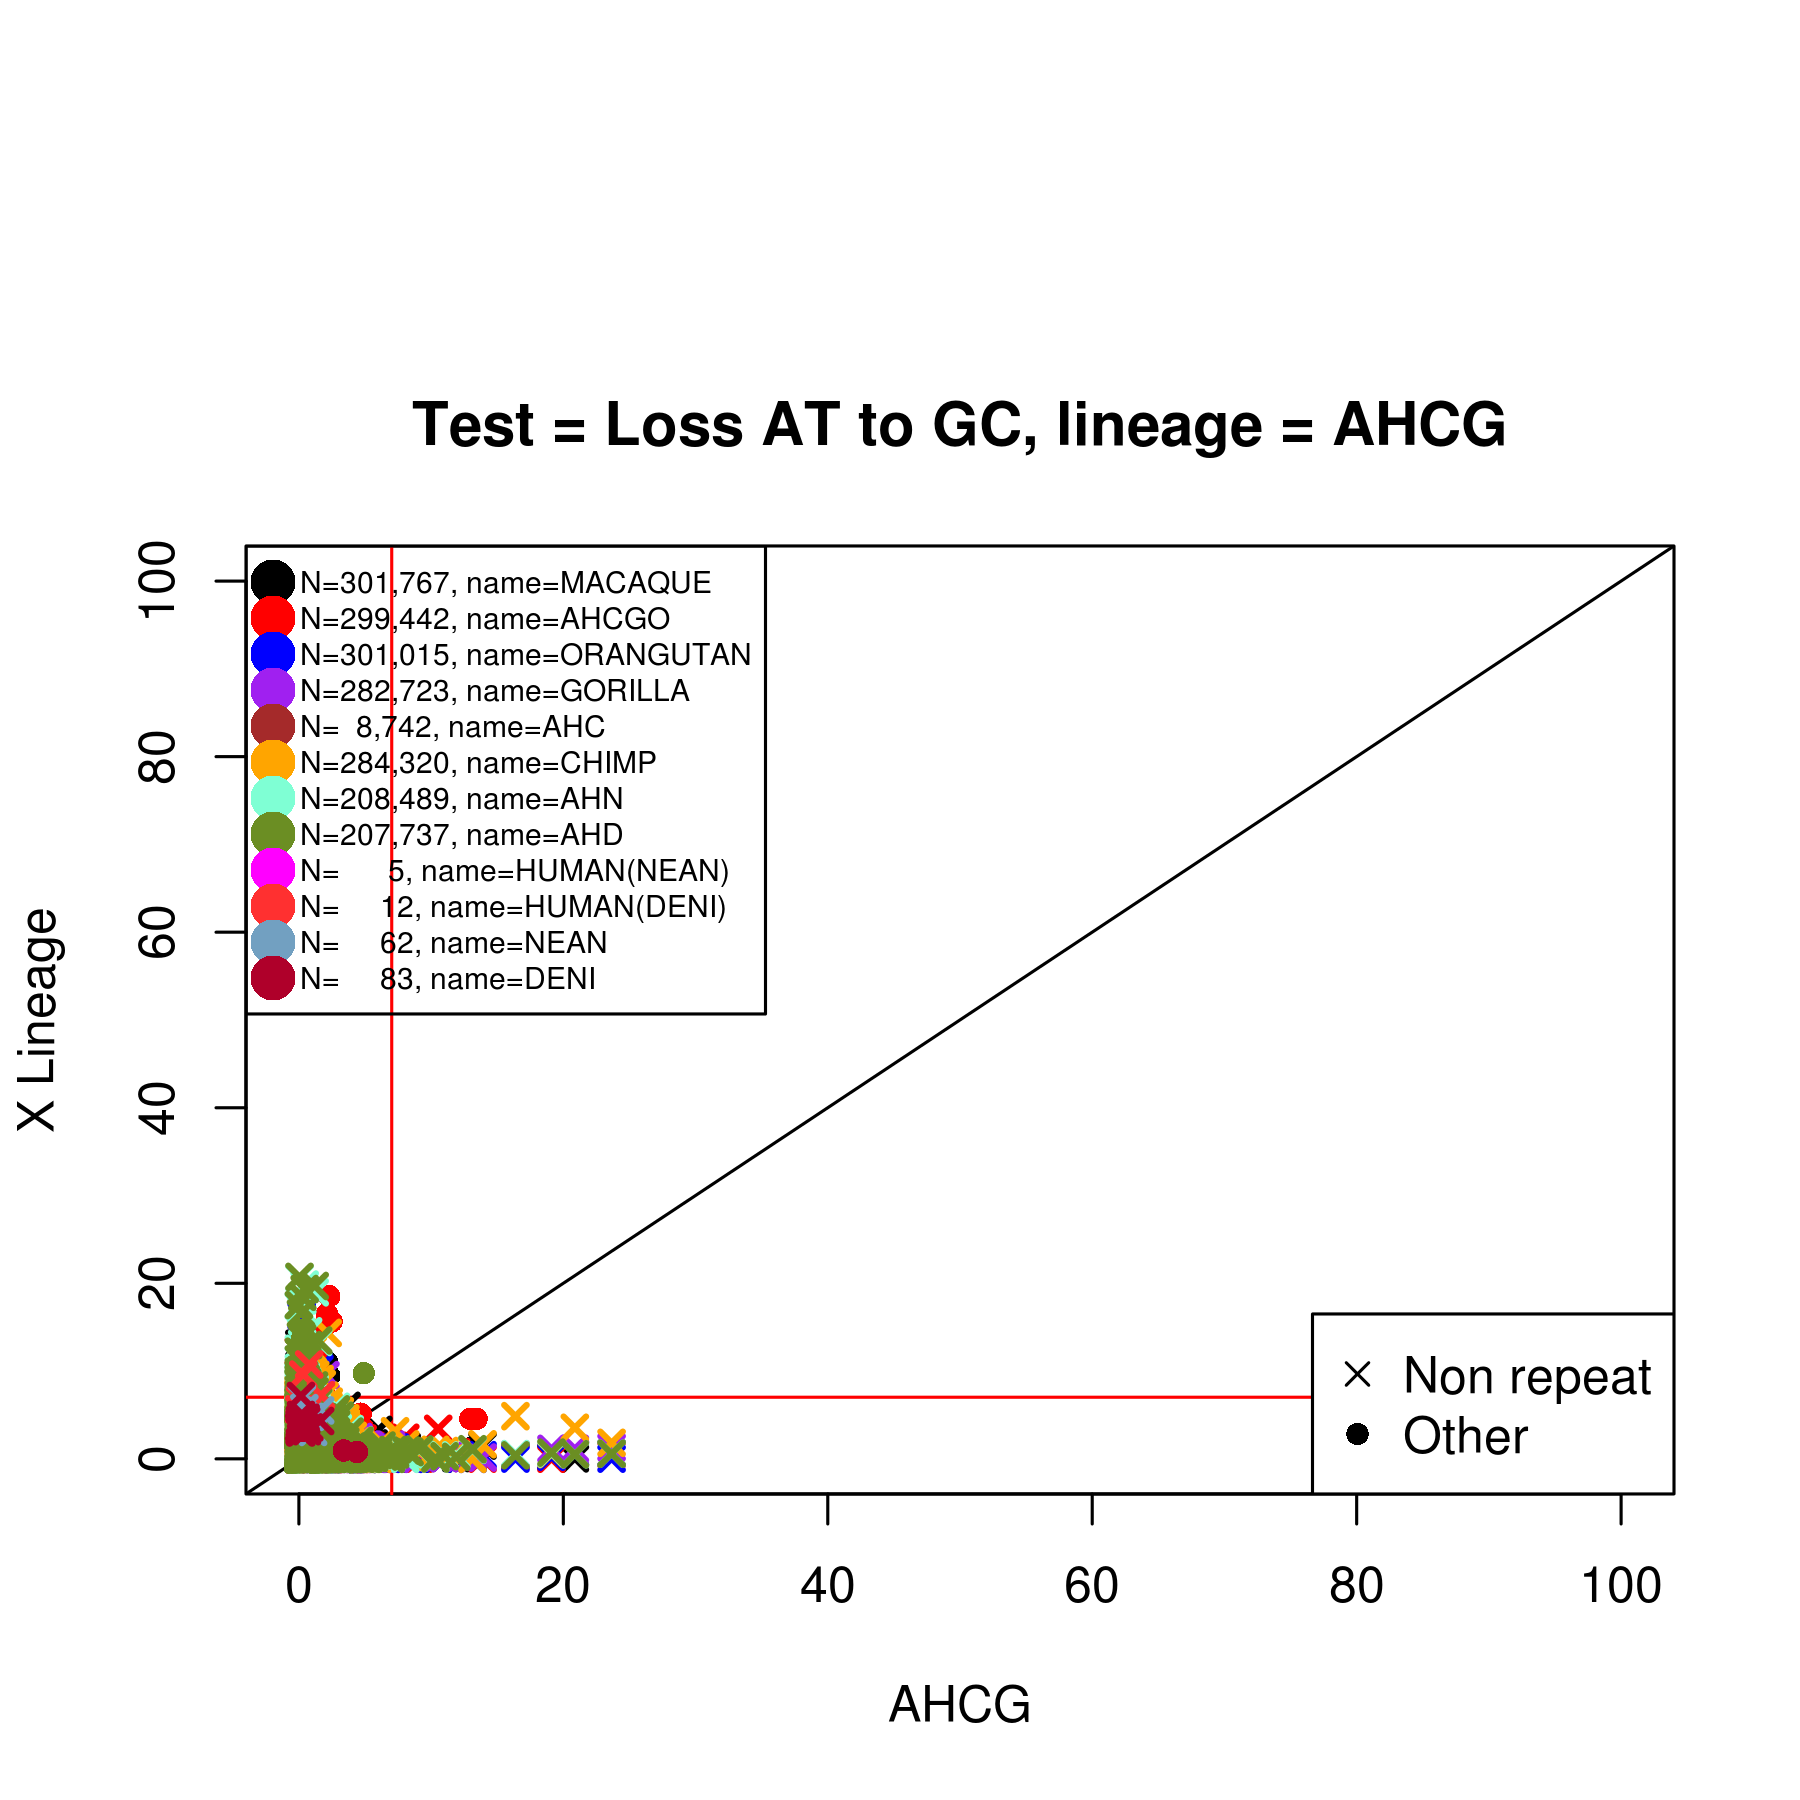 Test = Loss AT to GC, lineage = AHCG
X Lineage
100
80
60
40
20
0
N=301,767, name=MACAQUE
N=299,442, name=AHCGO
N=301,015, name=ORANGUTAN
N=282,723, name=GORILLA
N= 8,742, name=AHC
N=284,320, name=CHIMP
N=208,489, name=AHN
N=207,737, name=AHD
N= 5, name=HUMAN(NEAN)
N= 12, name=HUMAN(DENI)
N= 62, name=NEAN
N= 83, name=DENI
Non repeat
Other
0 20 40 60 80 100
AHCG